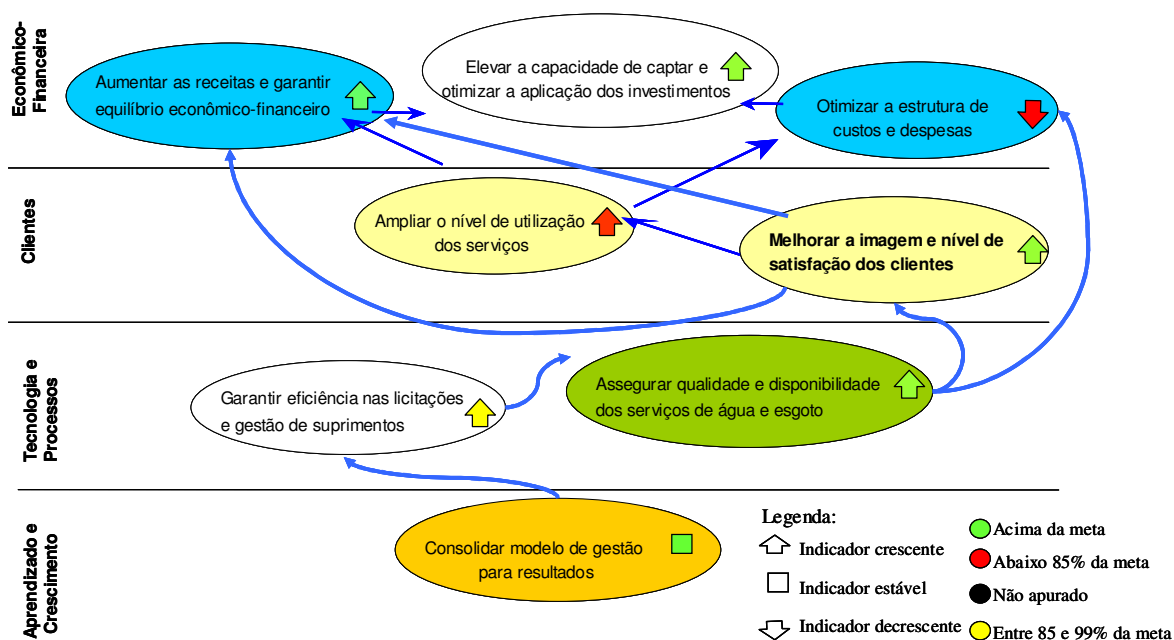 Econômico-
Fnanceira
Aumentar as receitas e garantir
equilíbrio econômico-financeiro
Elevar a capacidade de captar e
otimizar a aplicação dos investimentos
Otimizar a estrutura de
custos e despesas
Clientes
Ampliar o nível de utilização
dos serviços
Melhorar a imagem e nível de
satisfação dos clientes
Tecnologia e
Processos
Garantir eficiência nas licitações
e gestão de suprimentos
Assegurar qualidade e disponibilidade
dos serviços de água e esgoto
Aprendizado e
Crescimento
Consolidar modelo de gestão
para resultados
Legenda:
Indicador crescente
Indicador estável
Indicador decrescente
Acima da meta
Abaixo 85% da meta
Não apurado
Entre 85 e 99% da meta